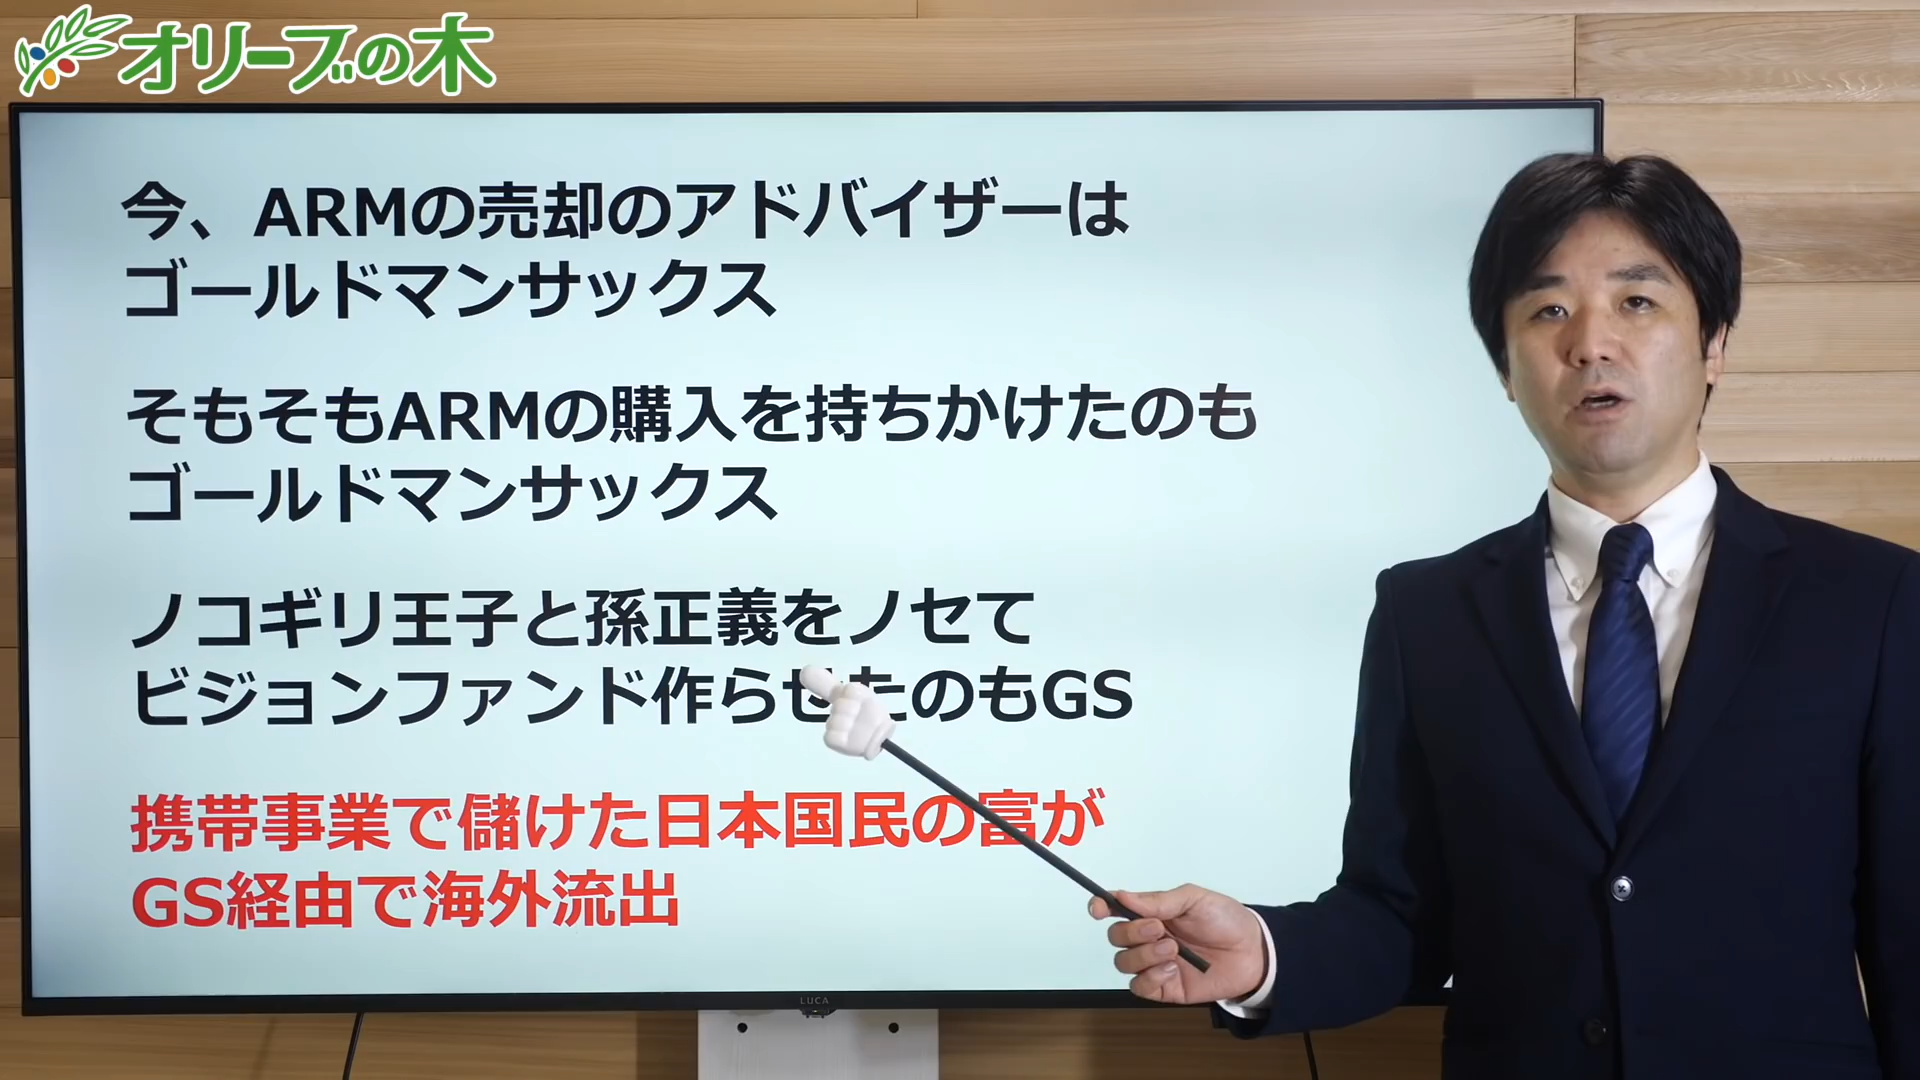 オリーブの木
今、ARMの売却のアドバイザーは
ゴールドマンサックス
そもそもARMの購入を持ちかけたのも
ゴールドマンサックス
ノコギリ王子と孫正義をノセて
ビジョンファンド作らせたのもGS
携帯事業で儲けた日本国民の富が
GS経由で海外流出
LUCA